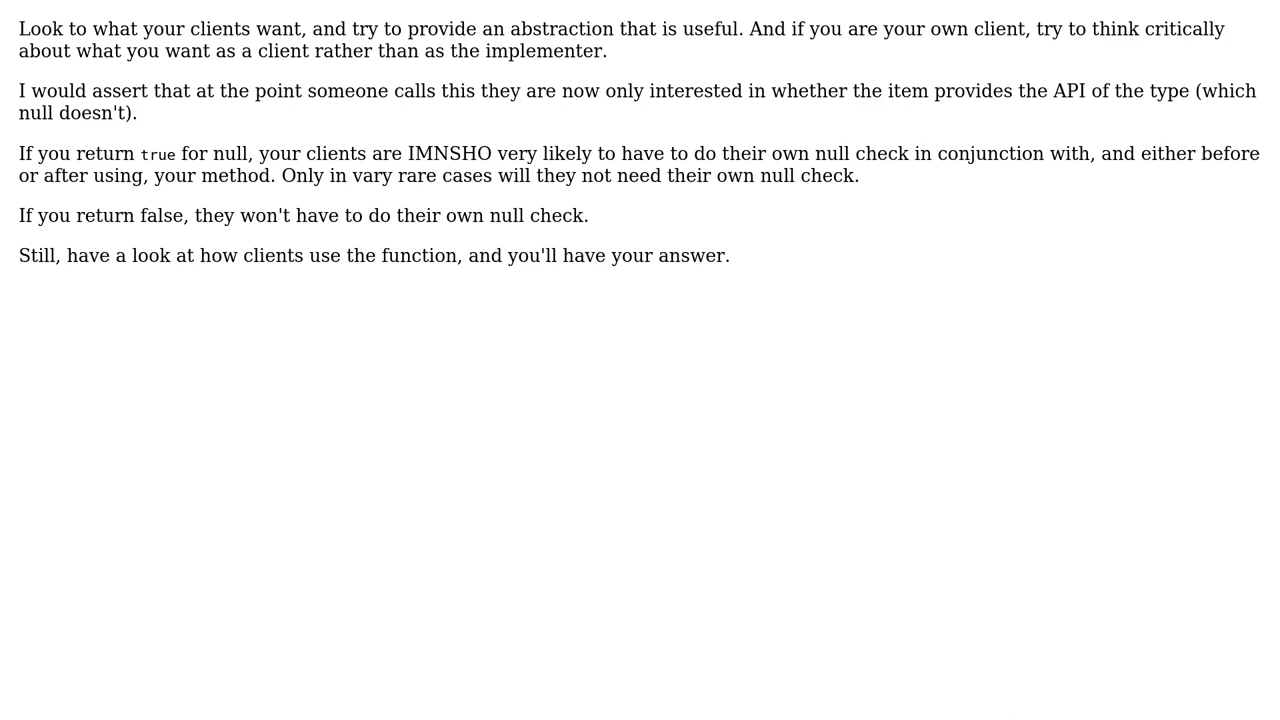 Look to what your clients want, and try to provide an abstraction that is useful. And if you are your own client, try to think critically
about what you want as a client rather than as the implementer.
I would assert that at the point someone calls this they are now only interested in whether the item provides the API of the type (which
null doesn't).
If you return true for null, your clients are IMNSHO very likely to have to do their own null check in conjunction with, and either before
or after using, your method. Only in vary rare cases will they not need their own null check.
If you return false, they won't have to do their own null check.
Still, have a look at how clients use the function, and you'll have your answer.